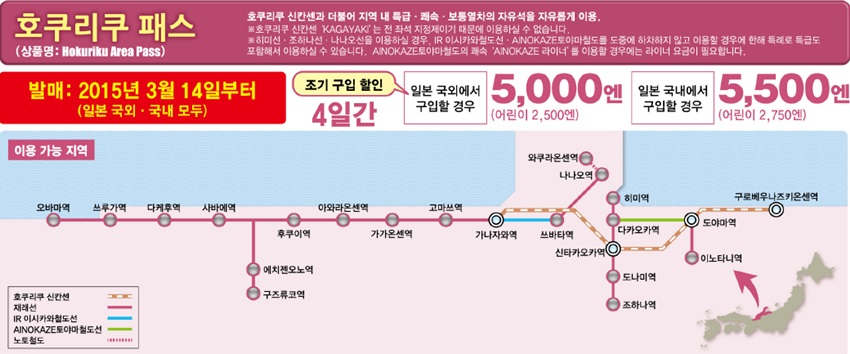 호쿠리쿠 패스
(상품명: Hokuriku Area Pass)
호쿠리쿠 신칸센과 더불어 지역 내 특급·쾌속·보통열차의 자유석을 자유롭게 이용.
※호쿠리쿠 신칸센 'KAGAYAKI'는 전 좌석 지정제이기 때문에 이용하실 수 없습니다.
※히미선·조하나선·나나오선을 이용하실 경우, IR 이시카와철도선·AINOKAZE토야마철도를 도중에 하차하지 않고 이용할 경우에 한해 특례로 특급도
포함해서 이용하실 수 있습니다. AINOKAZE토야마철도의 쾌속 'AINOKAZE 라이너'를 이용할 경우에는 라이너 요금이 필요합니다.
발매: 2015년 3월 14일부터
(일본 국외·국내 모두)
조기 구입 할인
4일간
일본 국외에서
구입할 경우
5,000엔
(어린이 2,500엔)
일본 국내에서
구입할 경우
5,500엔
(어린이 2,750엔)
이용 가능 지역
와쿠라온센역
나나오역
오바마역
쓰루가역
다케후역
사바에역
후쿠이역
아와라온센역
가가온센역
고마쓰역
가나자와역
쓰바타역
히미역
신타카오카역
다카오카역
도야마역
구로베우나즈키온센역
이노타니역
에치젠오노역
구즈류코역
도나미역
조하나역
호쿠리쿠 신칸센
재래선
IR 이시카와철도선
AINOKAZE토야마철도선
노토철도